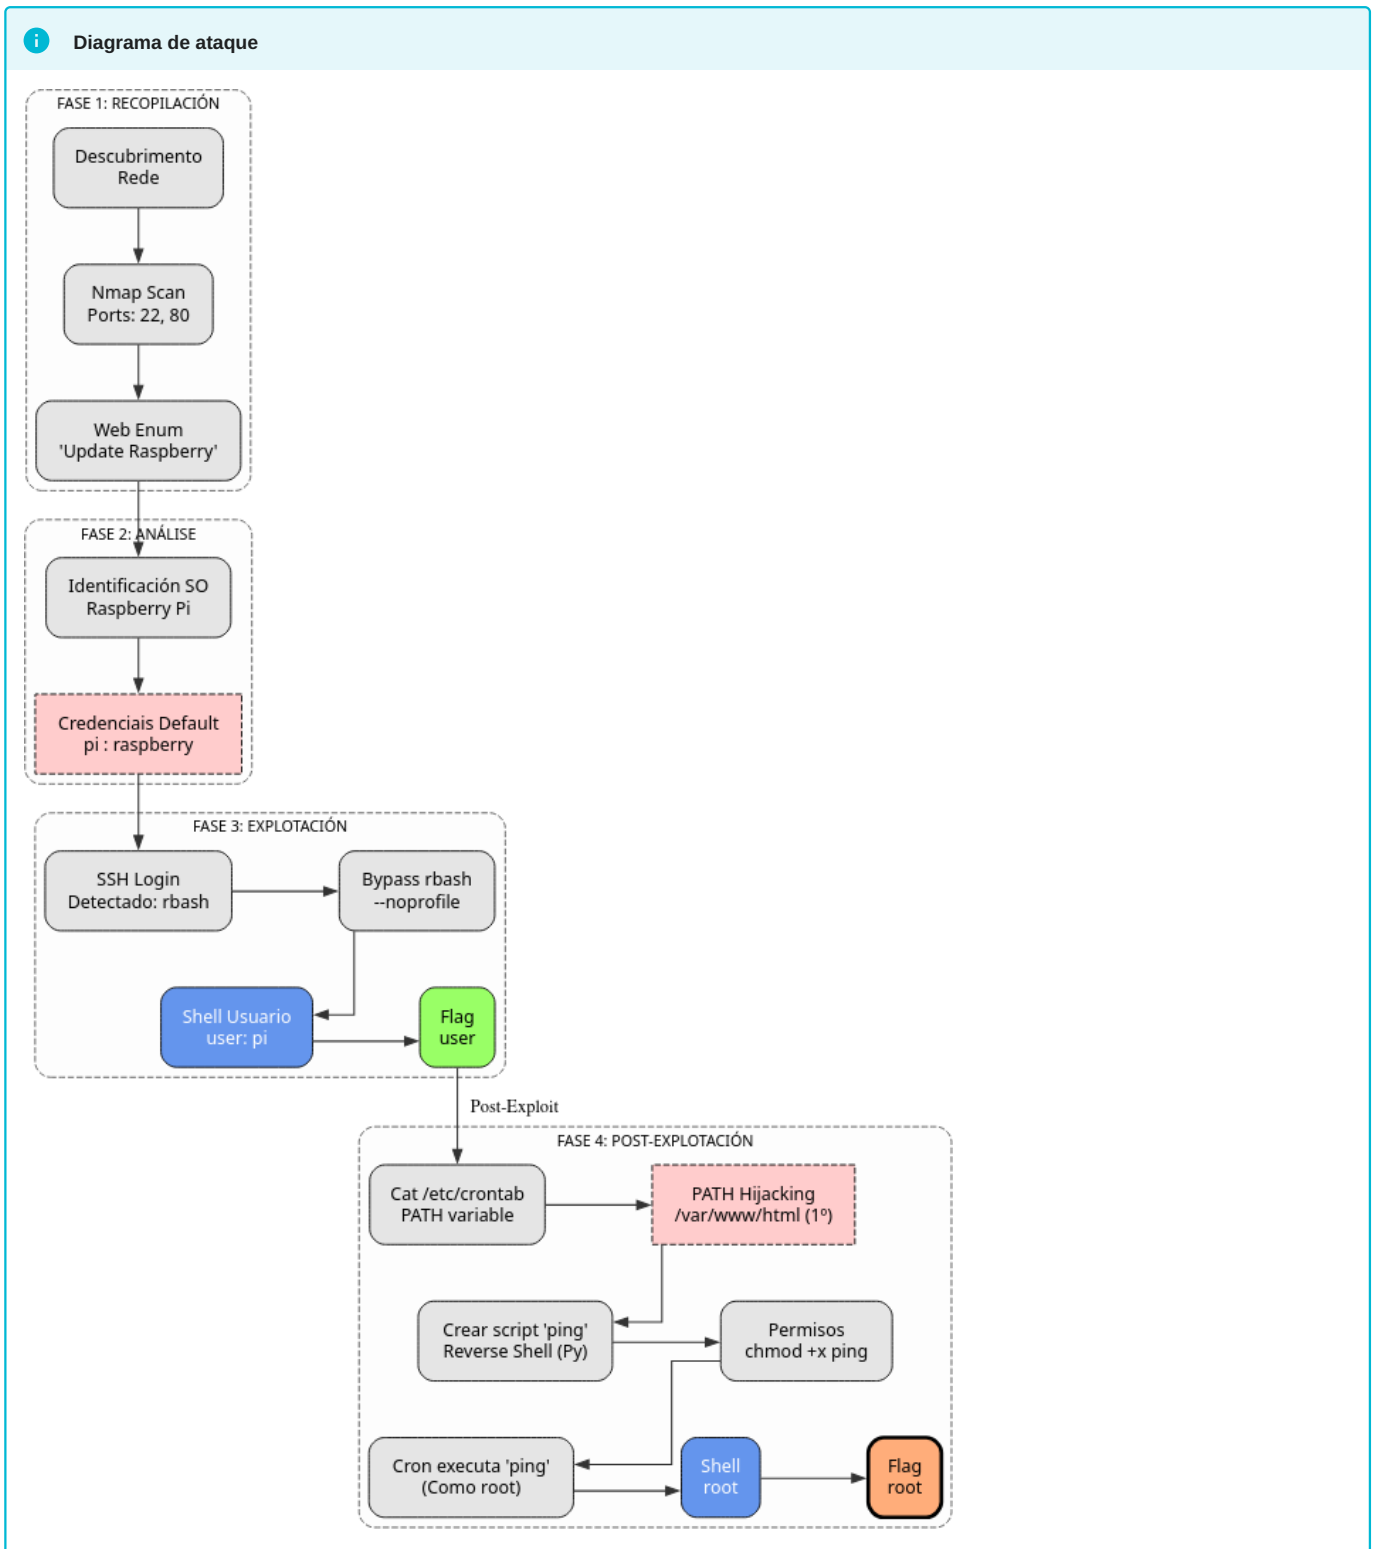 Diagrama de ataque
FASE 1: RECOPILACIÓN
Descubrimento
Rede
Nmap Scan
Ports: 22, 80
Web Enum
'Update Raspberry'
FASE 2: ANÁLISE
Identificación SO
Raspberry Pi
Credenciais Default
pi : raspberry
FASE 3: EXPLOTACIÓN
SSH Login
Detectado: rbash
Bypass rbash
--noprofile
Shell Usuario
user: pi
Flag
user
Post-Exploit
FASE 4: POST-EXPLOTACIÓN
Cat /etc/crontab
PATH variable
PATH Hijacking
/var/www/html (1º)
Crear script 'ping'
Reverse Shell (Py)
Permisos
chmod +x ping
Cron executa 'ping'
(Como root)
Shell
root
Flag
root